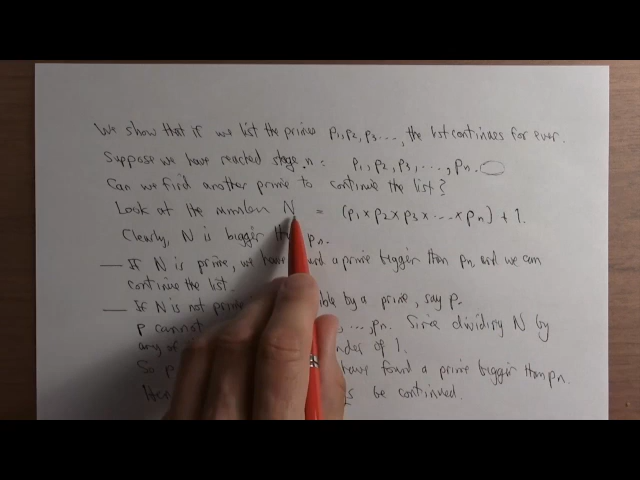 We show that if we list the primes p₁, p₂, p₃ ..., the list continues for ever.
Suppose we have reached stage n: p₁, p₂, p₃, ..., pₙ.
Can we find another prime to continue the list?
Look at the number N = (p₁ × p₂ × p₃ × ... × pₙ) + 1.
Clearly, N is bigger than pₙ.
— If N is prime, we have found a prime bigger than pₙ and we can
continue the list.
— If N is not prime by a prime, say p.
p cannot ..., pₙ. Since dividing N by
any of of 1.
So p have found a prime bigger than pₙ.
be continued.